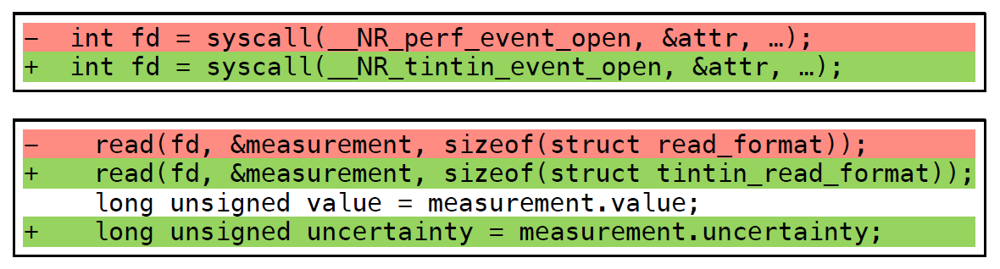 -  int fd = syscall(__NR_perf_event_open, &attr, …);
+  int fd = syscall(__NR_tintin_event_open, &attr, …);
-    read(fd, &measurement, sizeof(struct read_format));
+    read(fd, &measurement, sizeof(struct tintin_read_format));
     long unsigned value = measurement.value;
+    long unsigned uncertainty = measurement.uncertainty;